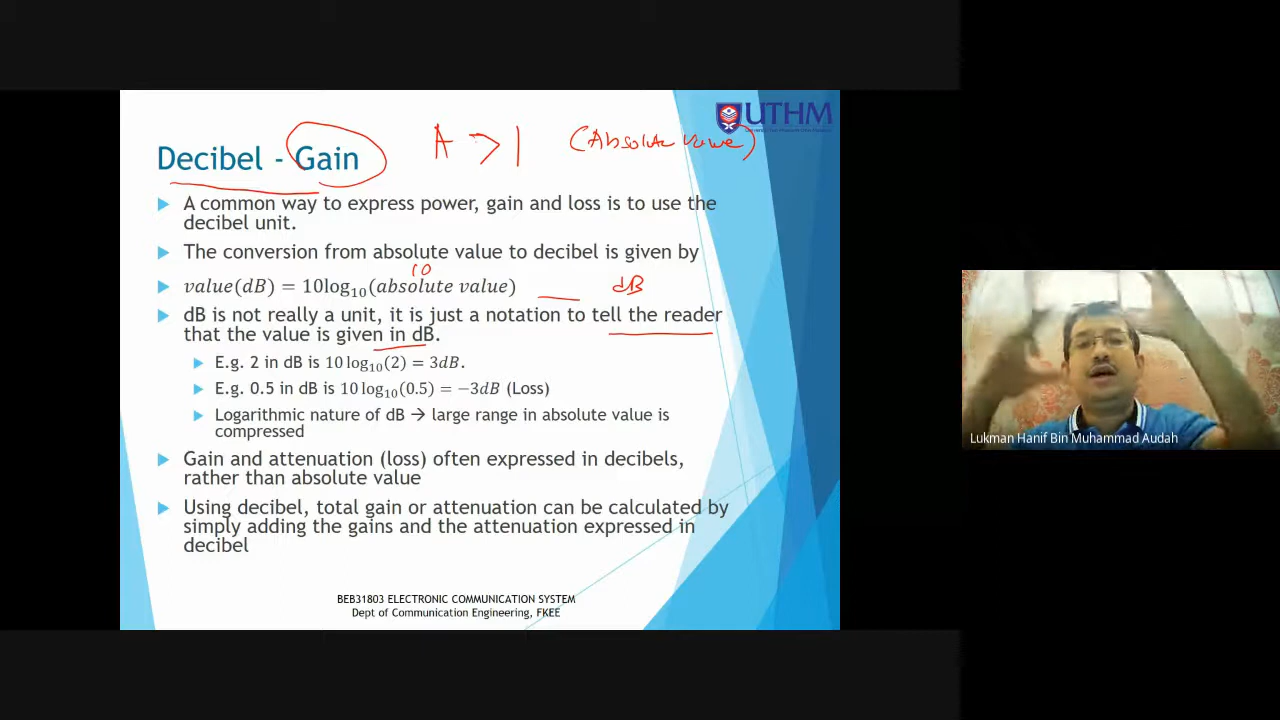 UTHM
Decibel - Gain
A > 1 (Absolute value)
A common way to express power, gain and loss is to use the
decibel unit.
The conversion from absolute value to decibel is given by
10
value(dB) = 10log₁₀(absolute value)
dB
dB is not really a unit, it is just a notation to tell the reader
that the value is given in dB.
E.g. 2 in dB is 10 log₁₀(2) = 3dB.
E.g. 0.5 in dB is 10 log₁₀(0.5) = −3dB (Loss)
Logarithmic nature of dB → large range in absolute value is
compressed
Gain and attenuation (loss) often expressed in decibels,
rather than absolute value
Using decibel, total gain or attenuation can be calculated by
simply adding the gains and the attenuation expressed in
decibel
BEB31803 ELECTRONIC COMMUNICATION SYSTEM
Dept of Communication Engineering, FKEE
Lukman Hanif Bin Muhammad Audah